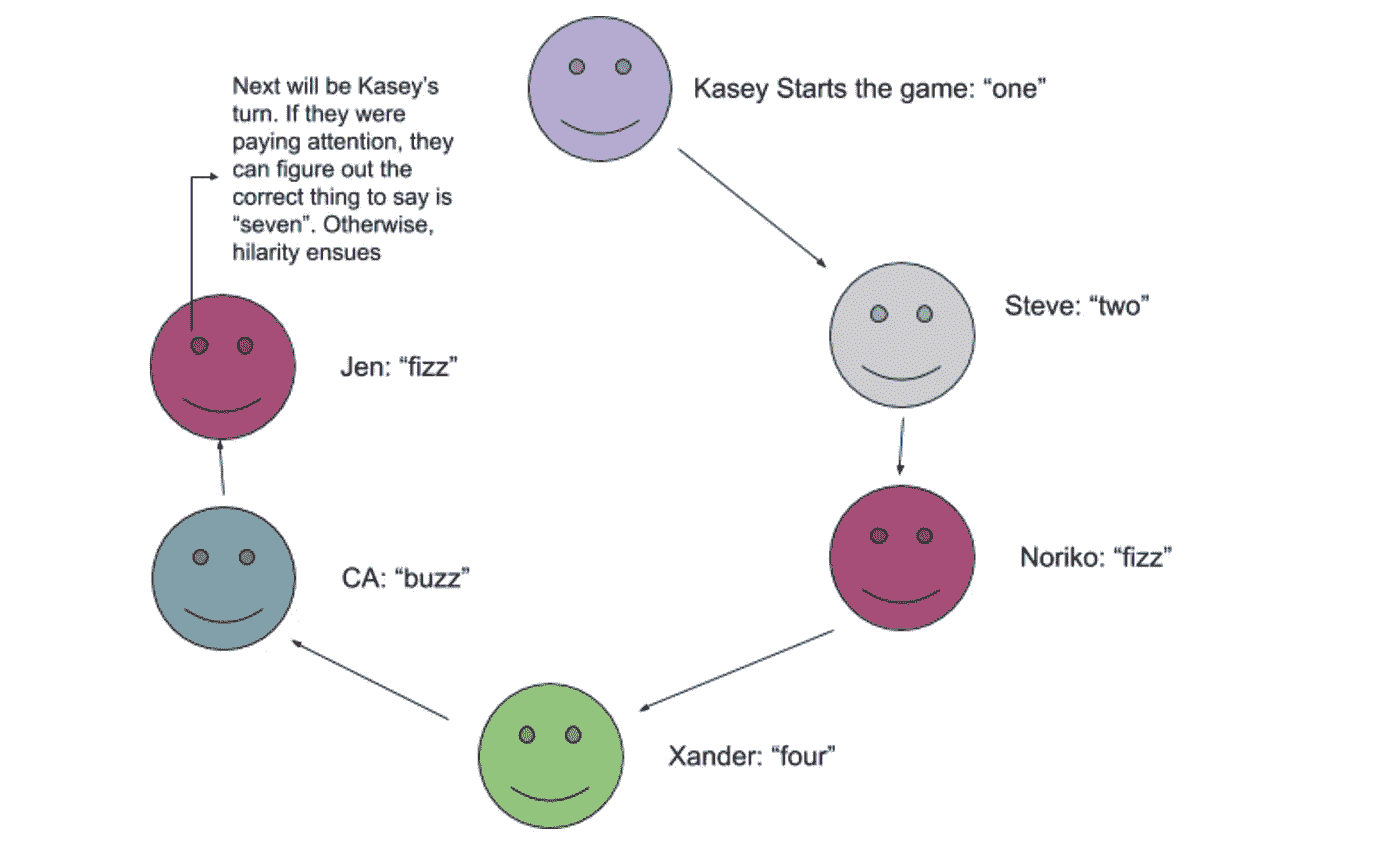 Kasey Starts the game: “one”
Steve: “two”
Noriko: “fizz”
Xander: “four”
CA: “buzz”
Jen: “fizz”
Next will be Kasey’s
turn. If they were
paying attention, they
can figure out the
correct thing to say is
“seven”. Otherwise,
hilarity ensues